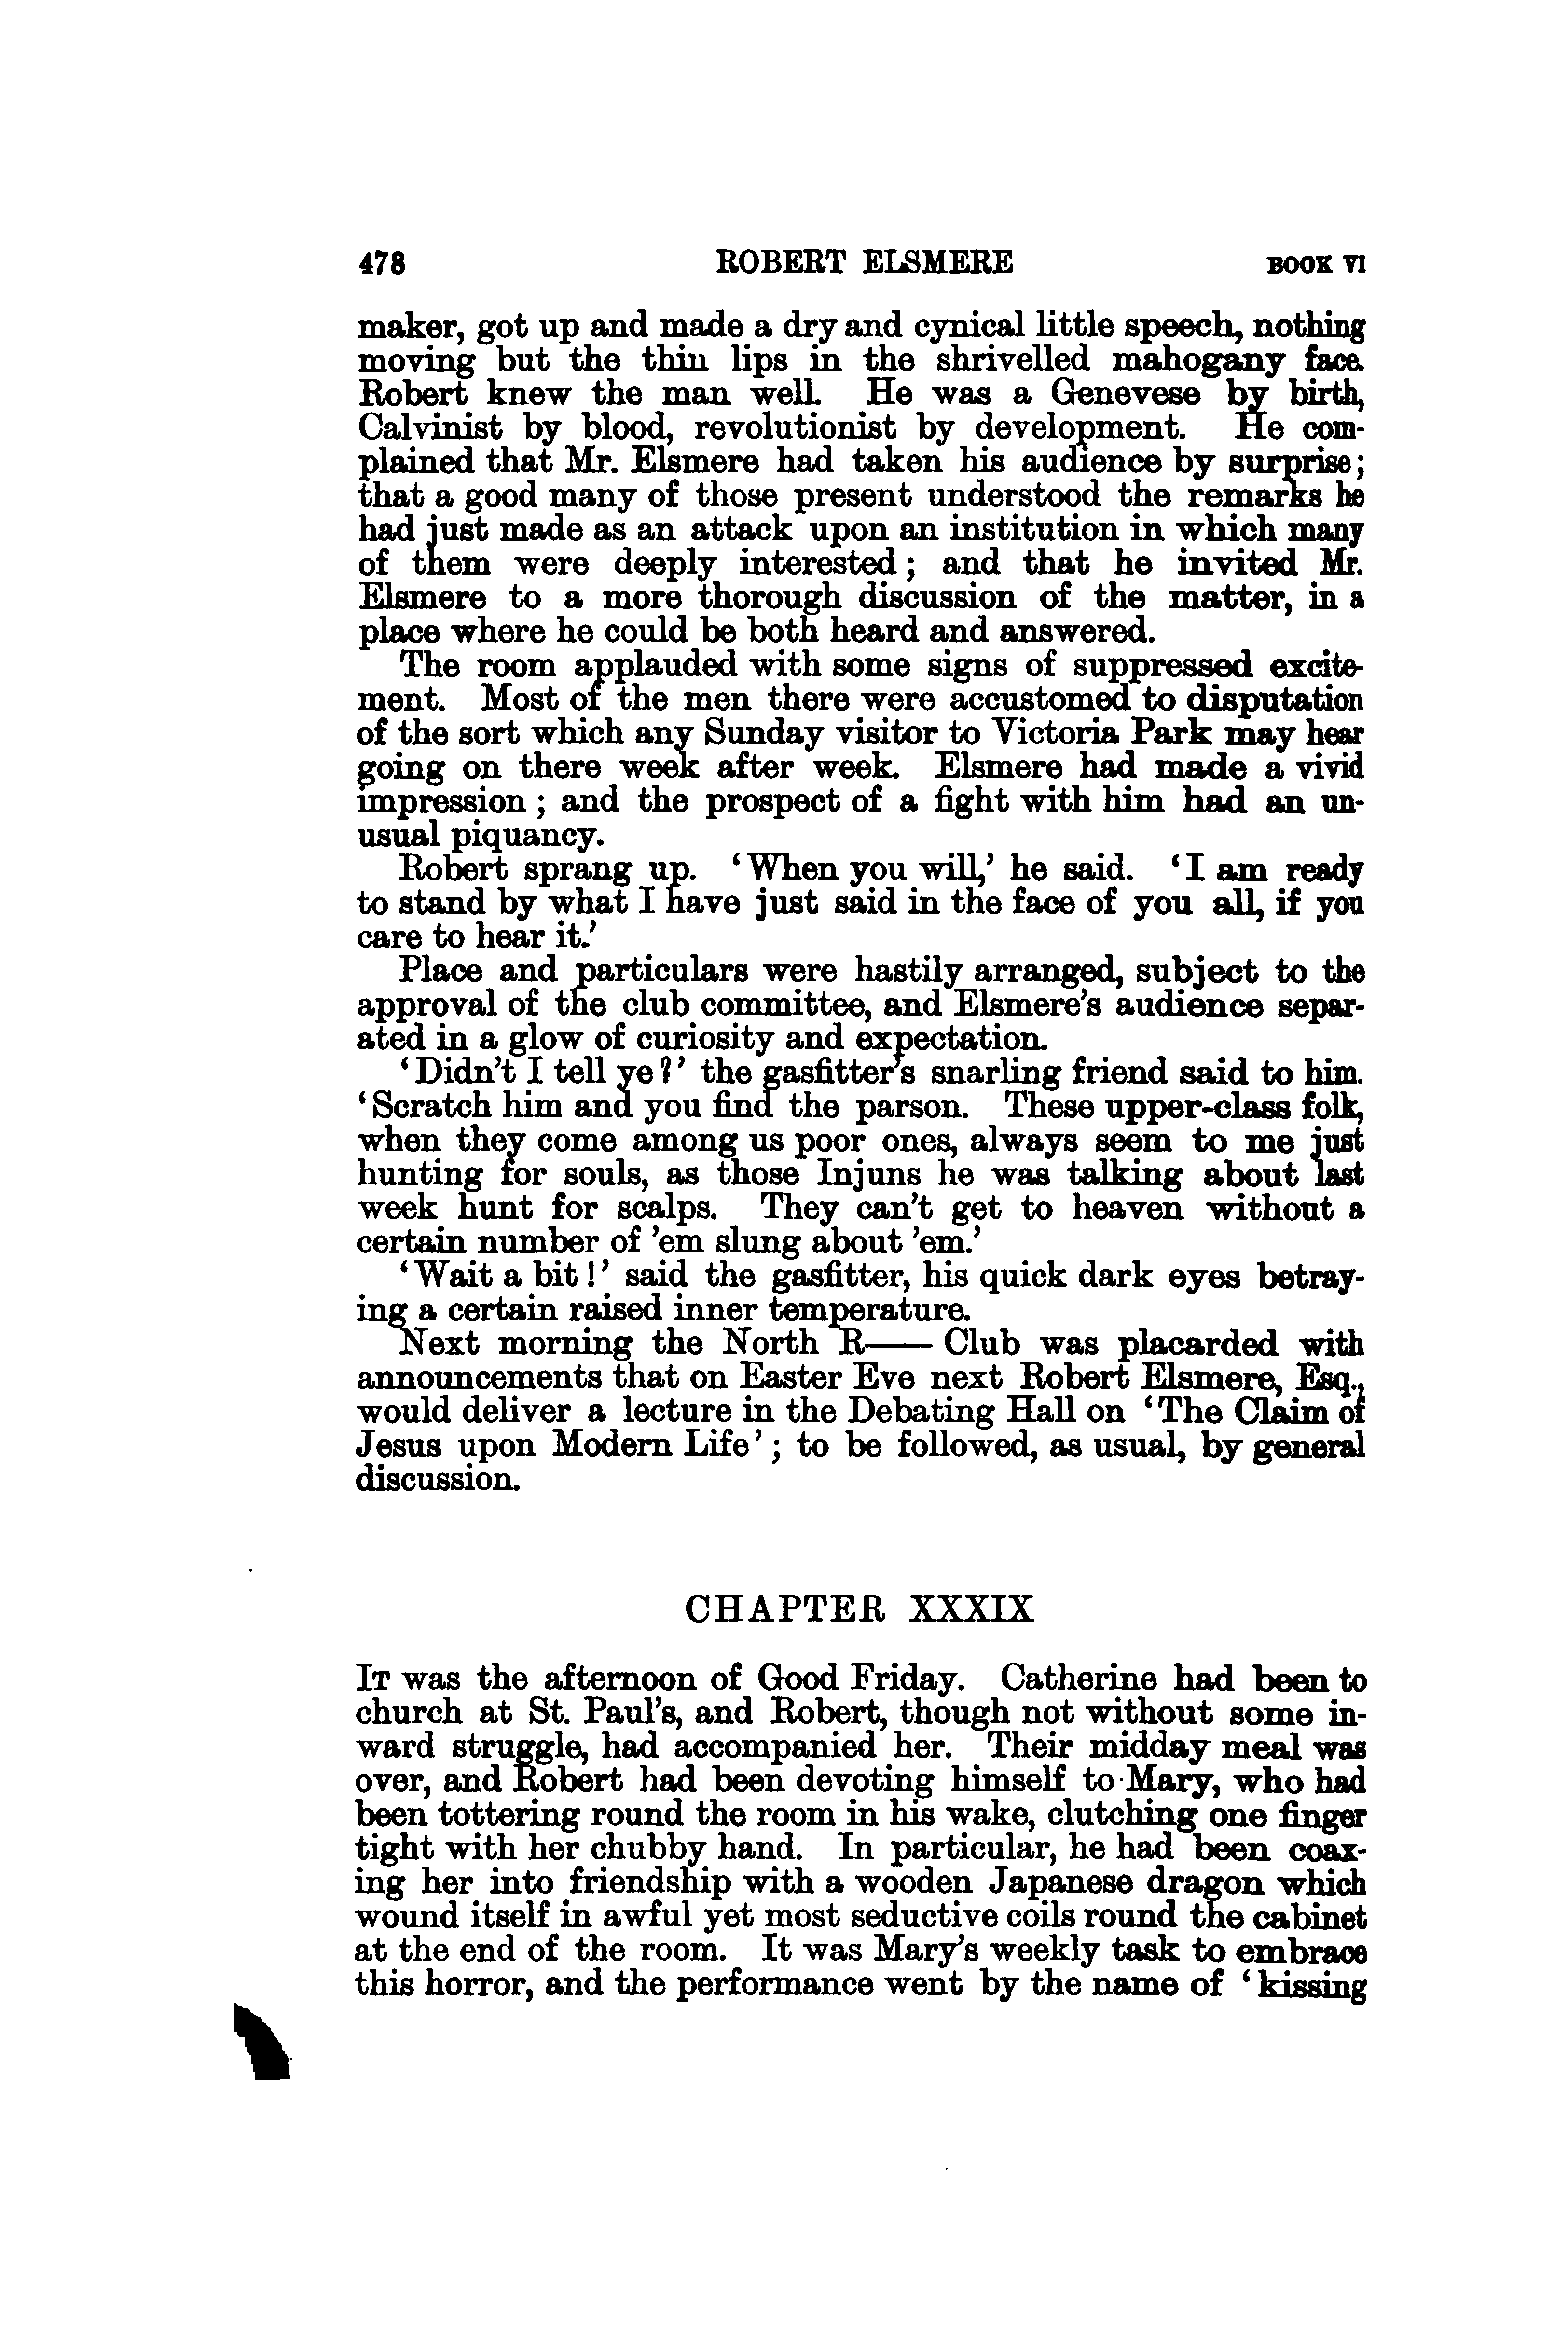 478 ROBERT ELSMERE BOOK VI
maker, got up and made a dry and cynical little speech, nothing
moving but the thin lips in the shrivelled mahogany face.
Robert knew the man well. He was a Genevese by birth,
Calvinist by blood, revolutionist by development. He com-
plained that Mr. Elsmere had taken his audience by surprise;
that a good many of those present understood the remarks he
had just made as an attack upon an institution in which many
of them were deeply interested; and that he invited Mr.
Elsmere to a more thorough discussion of the matter, in a
place where he could be both heard and answered.
The room applauded with some signs of suppressed excite-
ment. Most of the men there were accustomed to disputation
of the sort which any Sunday visitor to Victoria Park may hear
going on there week after week. Elsmere had made a vivid
impression; and the prospect of a fight with him had an un-
usual piquancy.
Robert sprang up. ‘When you will,’ he said. ‘I am ready
to stand by what I have just said in the face of you all, if you
care to hear it.’
Place and particulars were hastily arranged, subject to the
approval of the club committee, and Elsmere’s audience separ-
ated in a glow of curiosity and expectation.
‘Didn’t I tell ye?’ the gasfitter’s snarling friend said to him.
‘Scratch him and you find the parson. These upper-class folk,
when they come among us poor ones, always seem to me just
hunting for souls, as those Injuns he was talking about last
week hunt for scalps. They can’t get to heaven without a
certain number of ’em slung about ’em.’
‘Wait a bit!’ said the gasfitter, his quick dark eyes betray-
ing a certain raised inner temperature.
Next morning the North R—— Club was placarded with
announcements that on Easter Eve next Robert Elsmere, Esq.,
would deliver a lecture in the Debating Hall on ‘The Claim of
Jesus upon Modern Life’; to be followed, as usual, by general
discussion.
CHAPTER XXXIX
IT was the afternoon of Good Friday. Catherine had been to
church at St. Paul’s, and Robert, though not without some in-
ward struggle, had accompanied her. Their midday meal was
over, and Robert had been devoting himself to Mary, who had
been tottering round the room in his wake, clutching one finger
tight with her chubby hand. In particular, he had been coax-
ing her into friendship with a wooden Japanese dragon which
wound itself in awful yet most seductive coils round the cabinet
at the end of the room. It was Mary’s weekly task to embrace
this horror, and the performance went by the name of ‘kissing